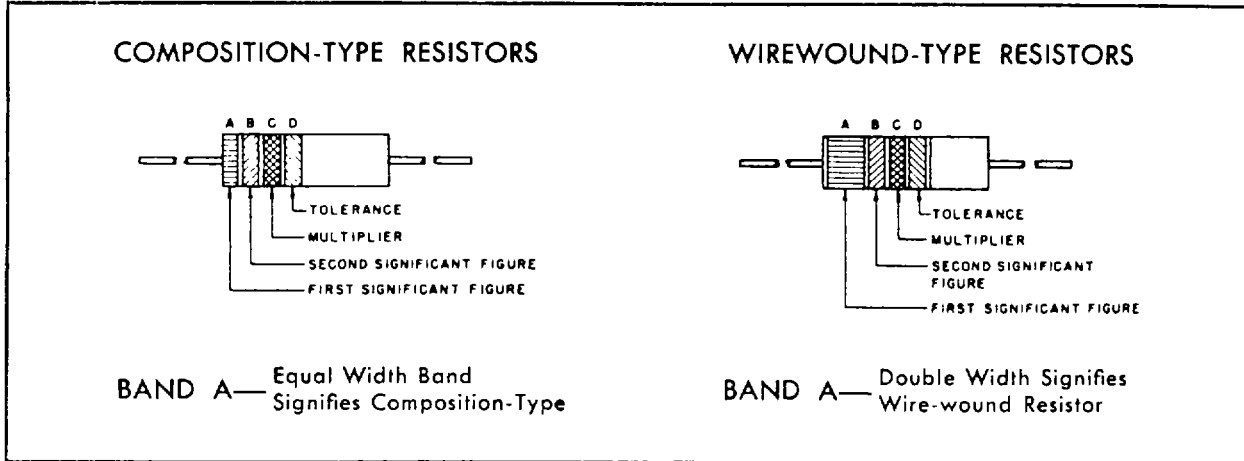 COMPOSITION-TYPE RESISTORS
A B C D
TOLERANCE
MULTIPLIER
SECOND SIGNIFICANT FIGURE
FIRST SIGNIFICANT FIGURE
BAND A— Equal Width Band
Signifies Composition-Type
WIREWOUND-TYPE RESISTORS
A B C D
TOLERANCE
MULTIPLIER
SECOND SIGNIFICANT
FIGURE
FIRST SIGNIFICANT FIGURE
BAND A— Double Width Signifies
Wire-wound Resistor